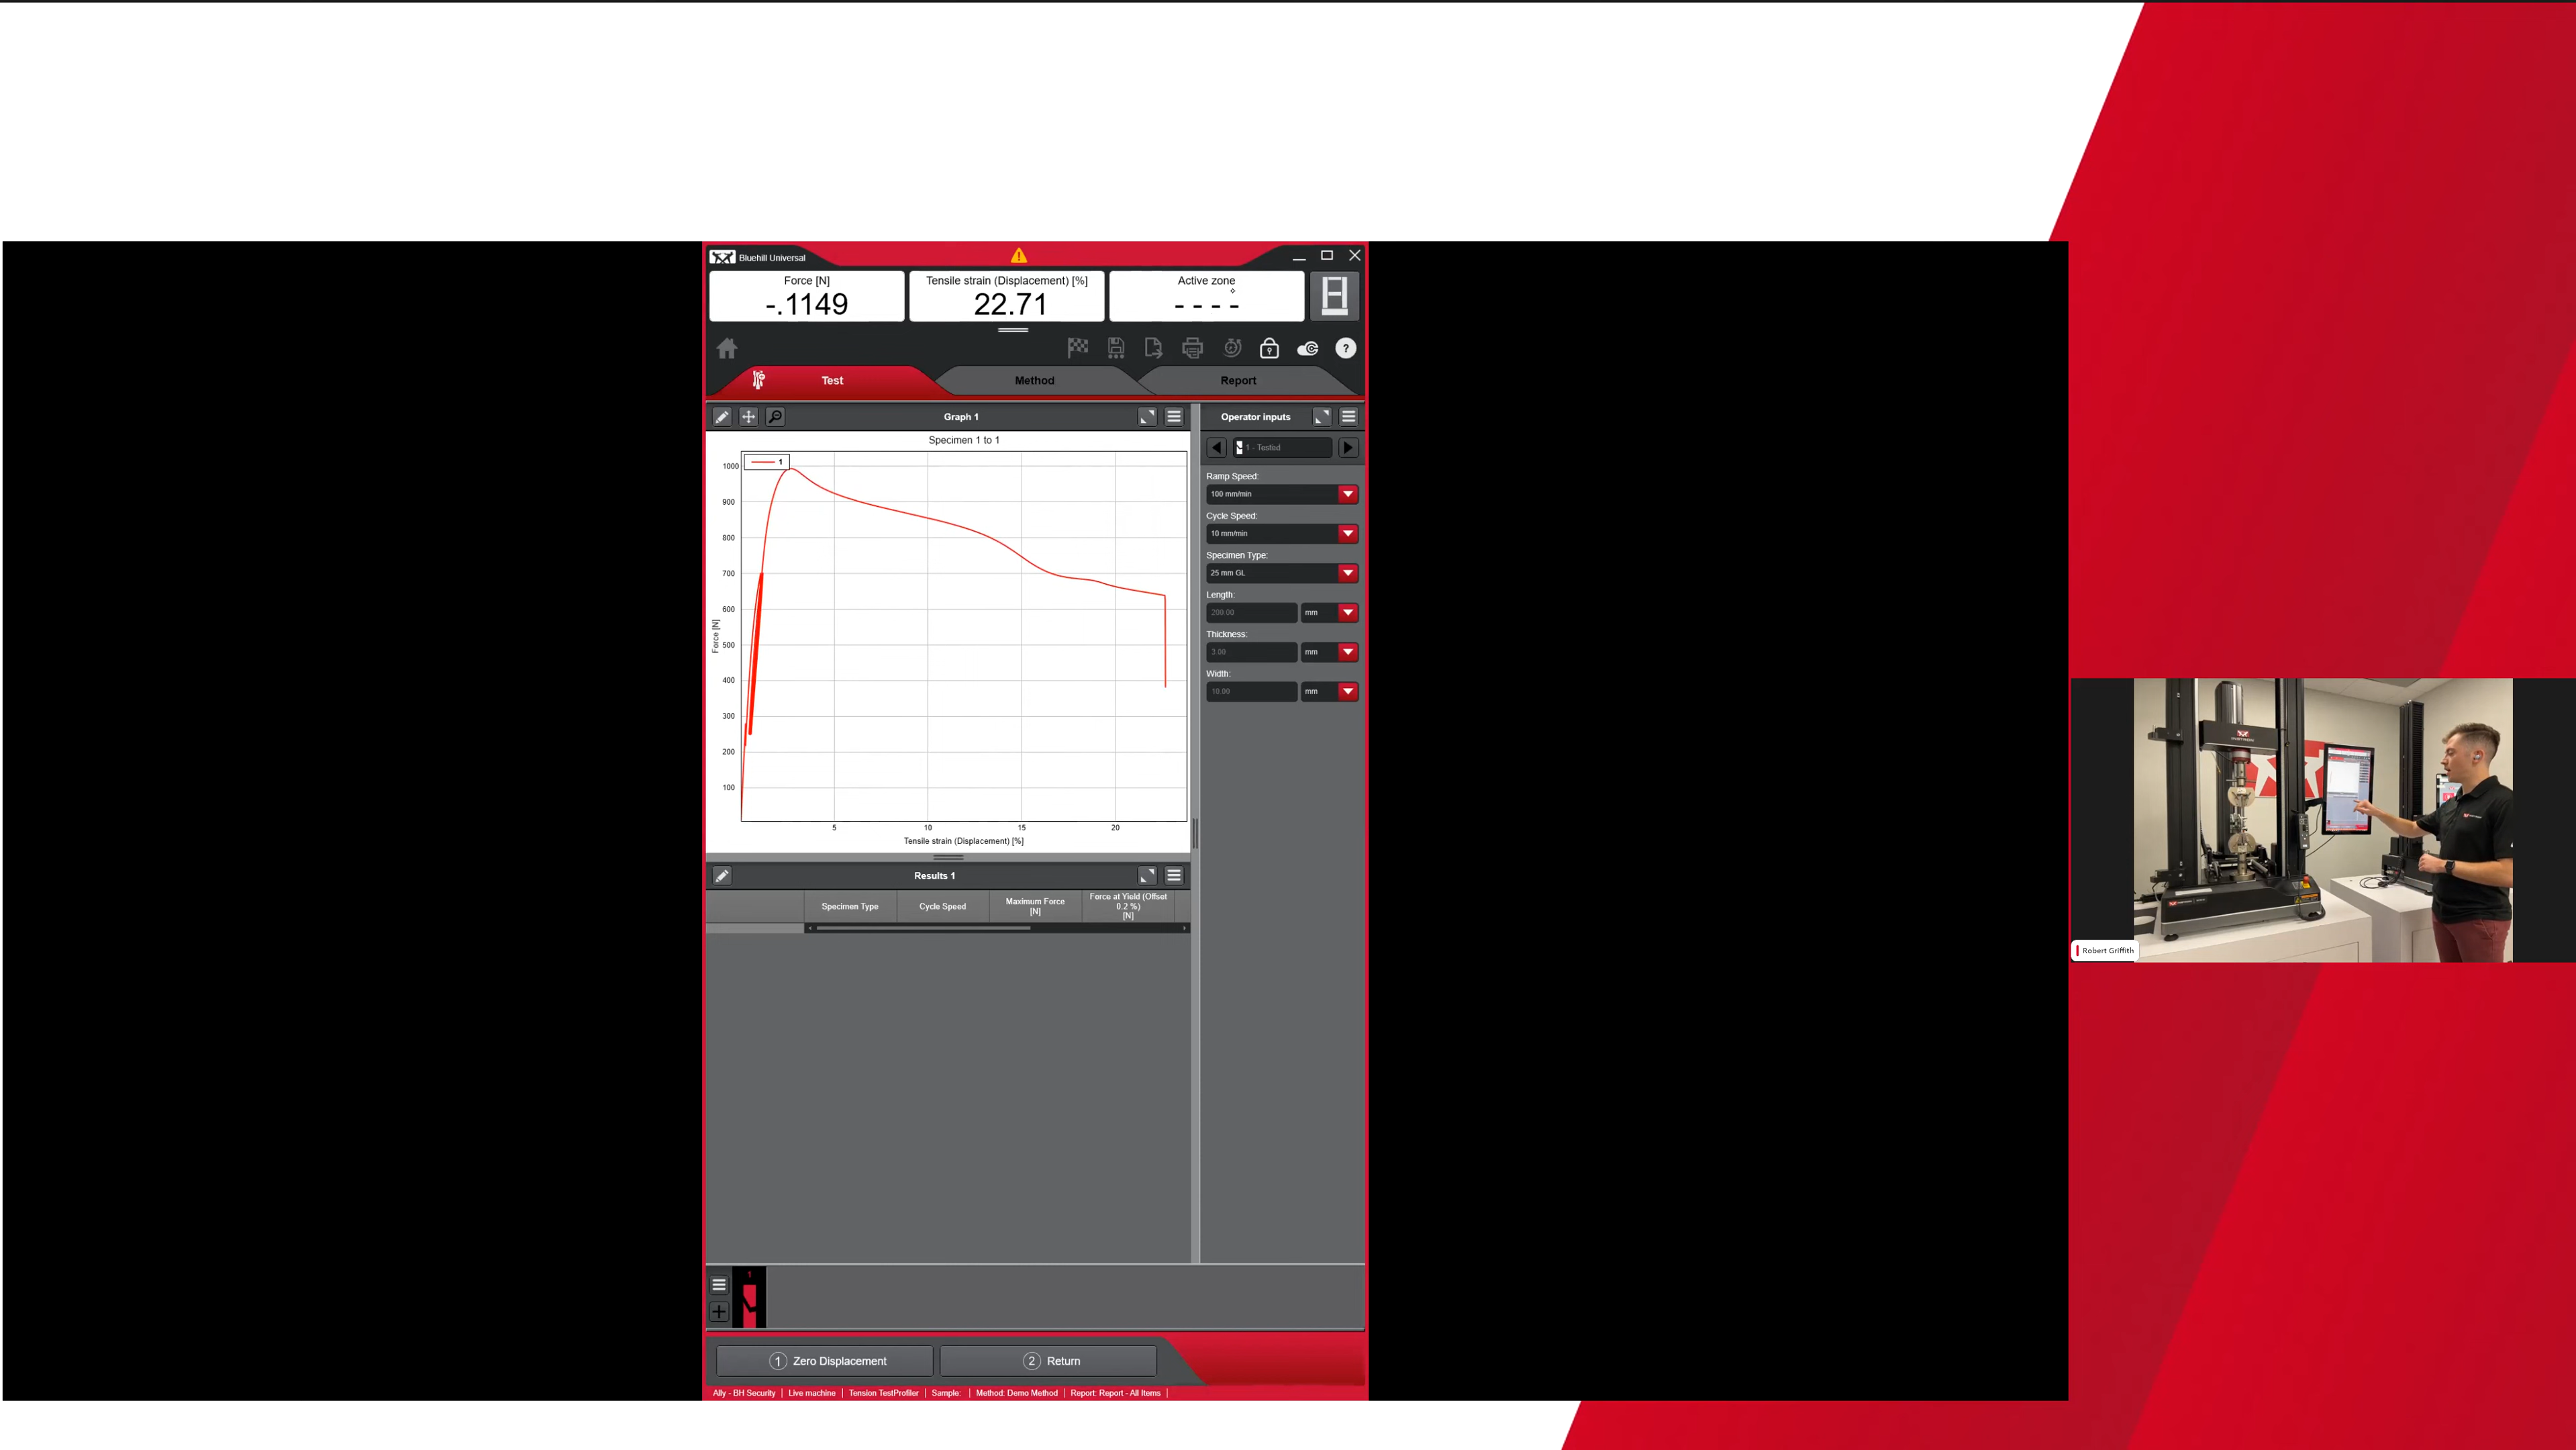 Bluehill Universal
Force [N]
-.1149
Tensile strain (Displacement) [%]
22.71
Active zone
- - - -
Test
Method
Report
Graph 1
Specimen 1 to 1
1
1000
900
800
700
600
500
400
300
200
100
Force [N]
5
10
15
20
Tensile strain (Displacement) [%]
Operator inputs
1 - Tested
Ramp Speed:
100 mm/min
Cycle Speed:
10 mm/min
Specimen Type:
25 mm GL
Length:
200.00
mm
Thickness:
3.00
mm
Width:
10.00
mm
Results 1
Specimen Type
Cycle Speed
Maximum Force
[N]
Force at Yield (Offset
0.2 %)
[N]
1
1 Zero Displacement
2 Return
Ally - BH Security | Live machine | Tension TestProfiler | Sample: | Method: Demo Method | Report: Report - All Items |
Robert Griffith